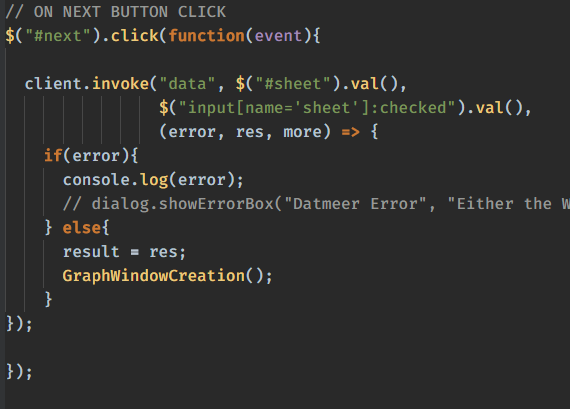 // ON NEXT BUTTON CLICK
$("#next").click(function(event){
client.invoke("data", $("#sheet").val(),
$("input[name='sheet']:checked").val(),
(error, res, more) => {
if(error){
console.log(error);
// dialog.showErrorBox("Datmeer Error", "Either the
} else{
result = res;
GraphWindowCreation();
}
});
});